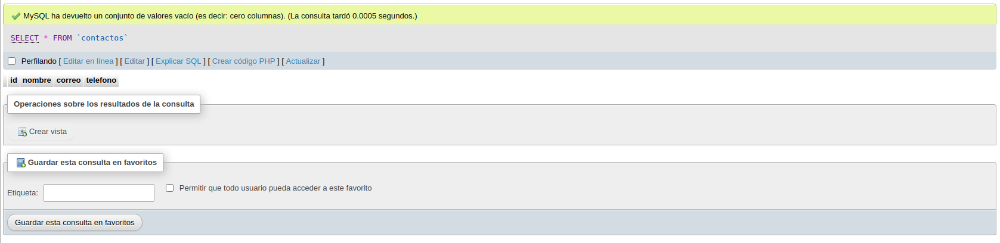 MySQL ha devuelto un conjunto de valores vacío (es decir: cero columnas). (La consulta tardó 0.0005 segundos.)
SELECT * FROM `contactos`
Perfilando [ Editar en línea ] [ Editar ] [ Explicar SQL ] [ Crear código PHP ] [ Actualizar ]
id nombre correo telefono
Operaciones sobre los resultados de la consulta
Crear vista
Guardar esta consulta en favoritos
Etiqueta: Permitir que todo usuario pueda acceder a este favorito
Guardar esta consulta en favoritos